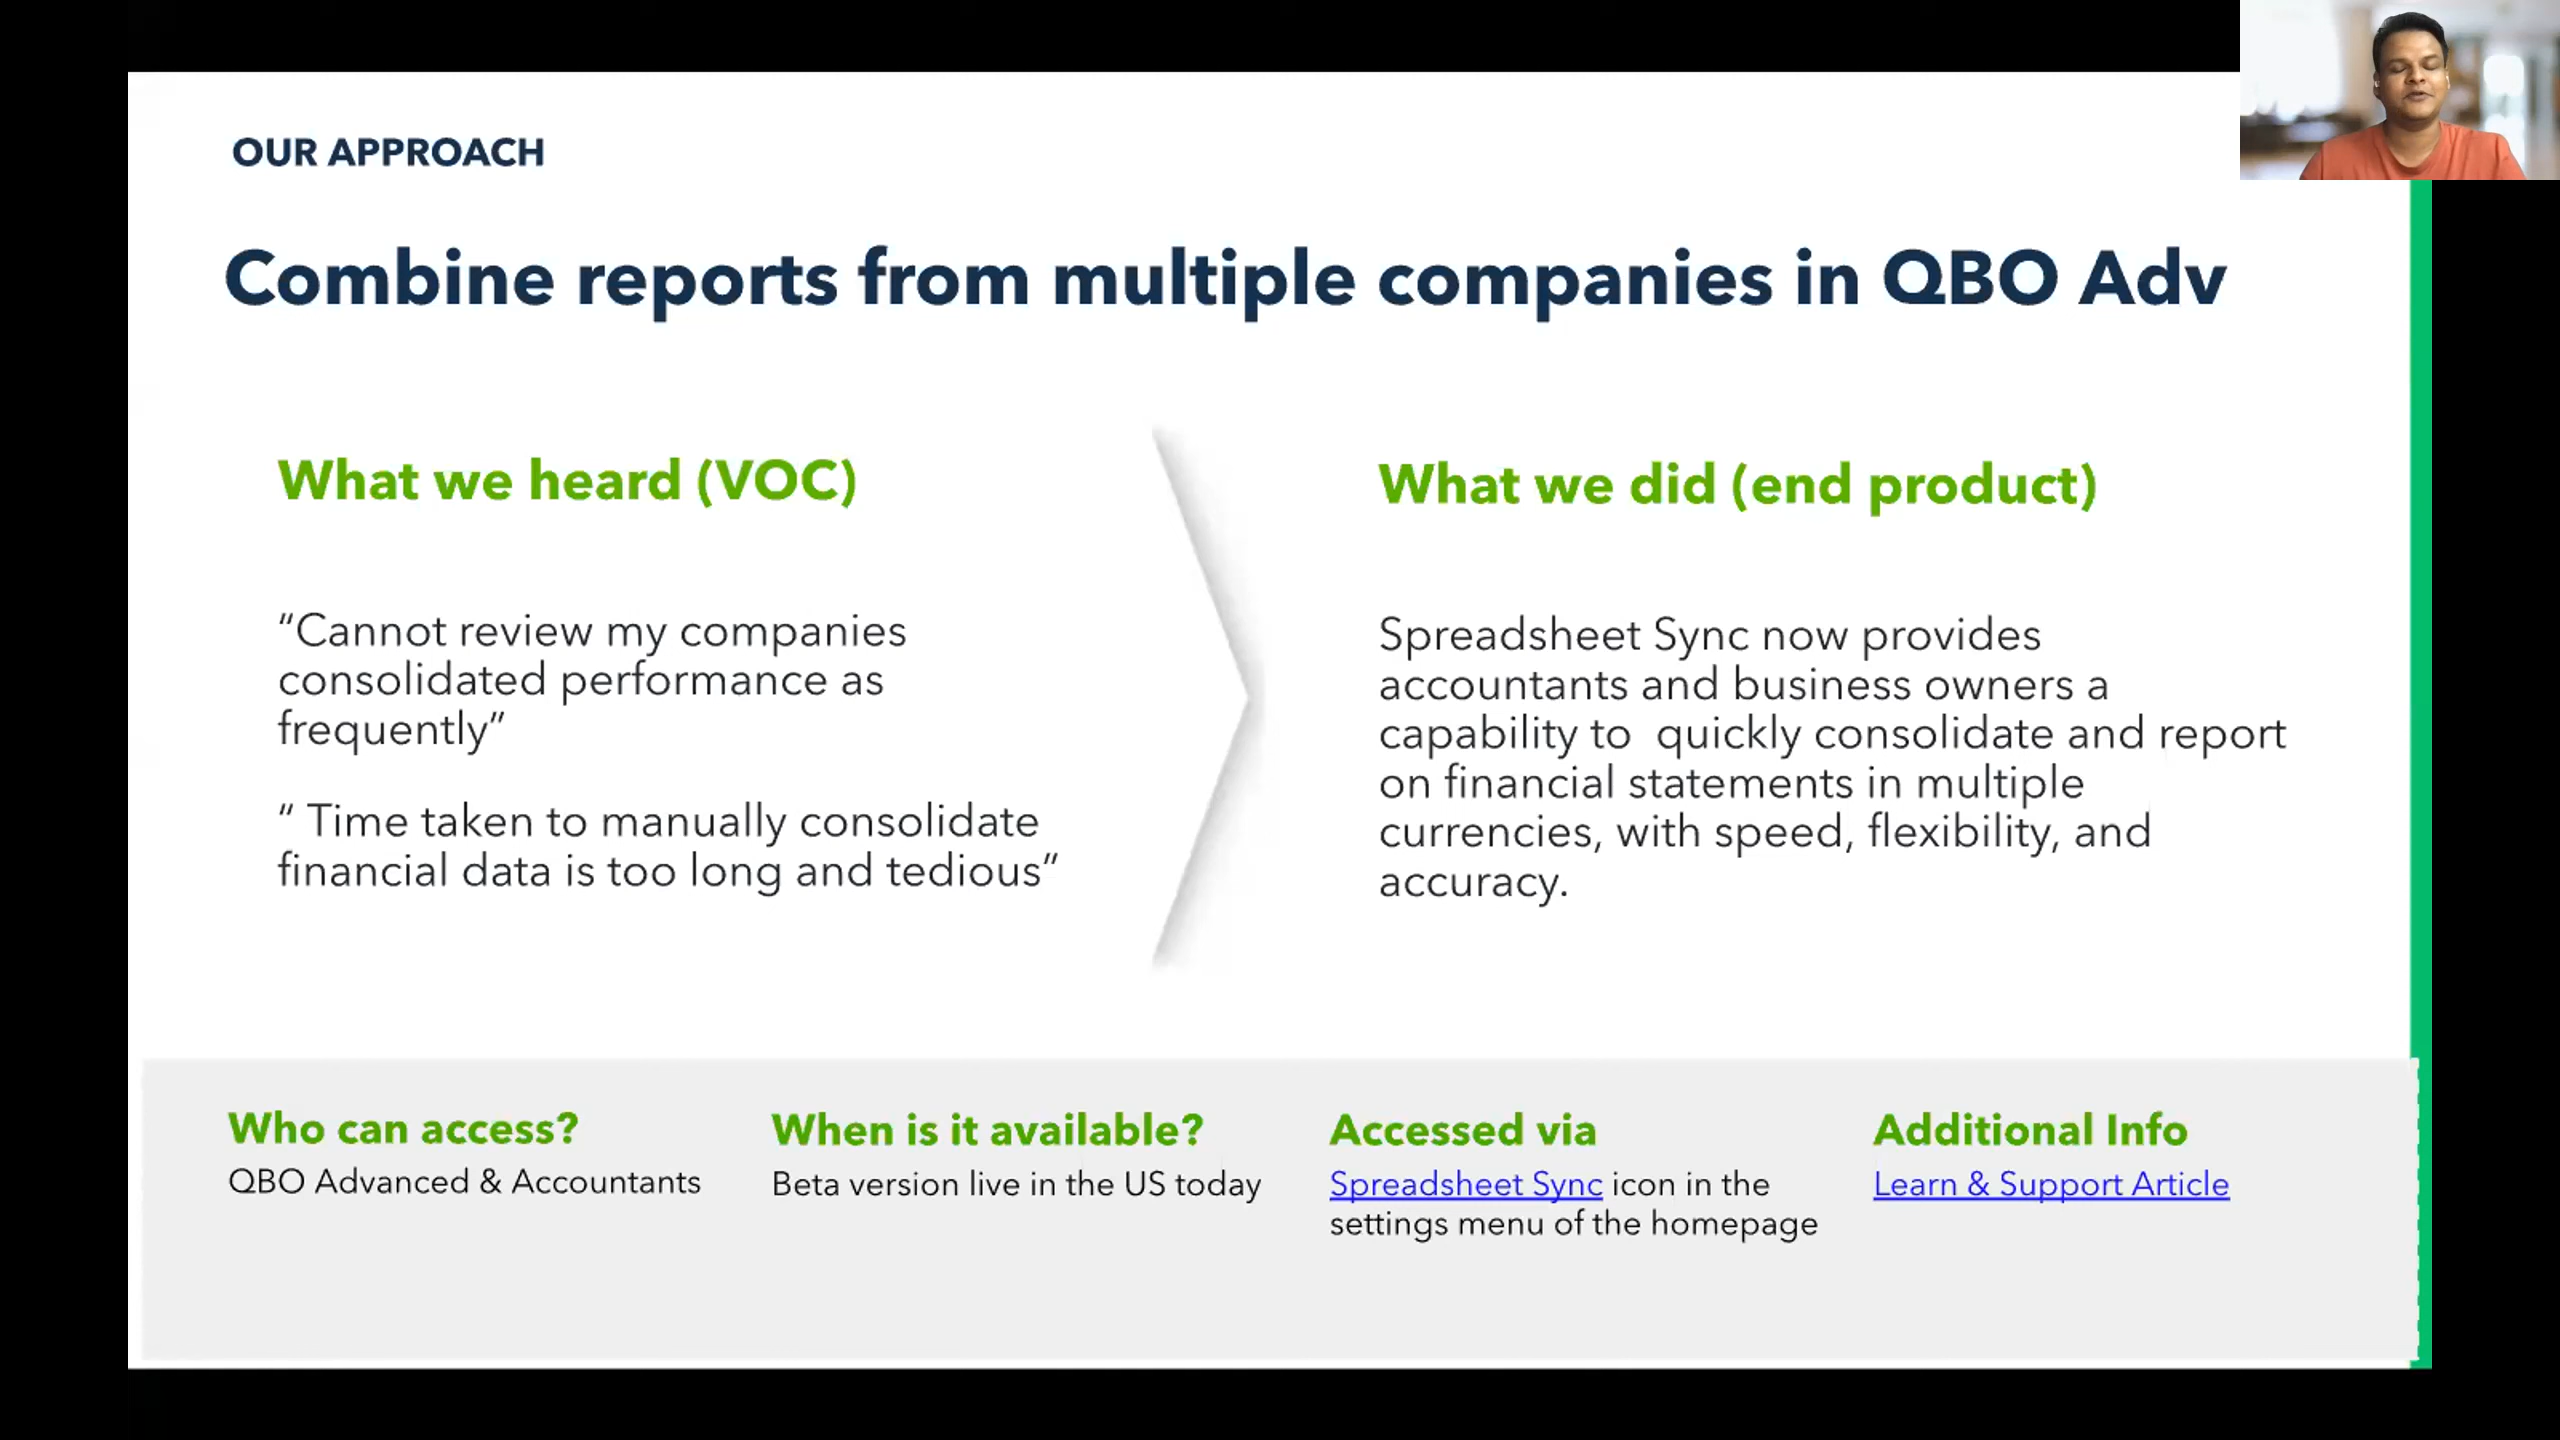 OUR APPROACH
Combine reports from multiple companies in QBO Adv
What we heard (VOC)
“Cannot review my companies
consolidated performance as
frequently”
“ Time taken to manually consolidate
financial data is too long and tedious”
What we did (end product)
Spreadsheet Sync now provides
accountants and business owners a
capability to  quickly consolidate and report
on financial statements in multiple
currencies, with speed, flexibility, and
accuracy.
Who can access?
QBO Advanced & Accountants
When is it available?
Beta version live in the US today
Accessed via
Spreadsheet Sync icon in the
settings menu of the homepage
Additional Info
Learn & Support Article